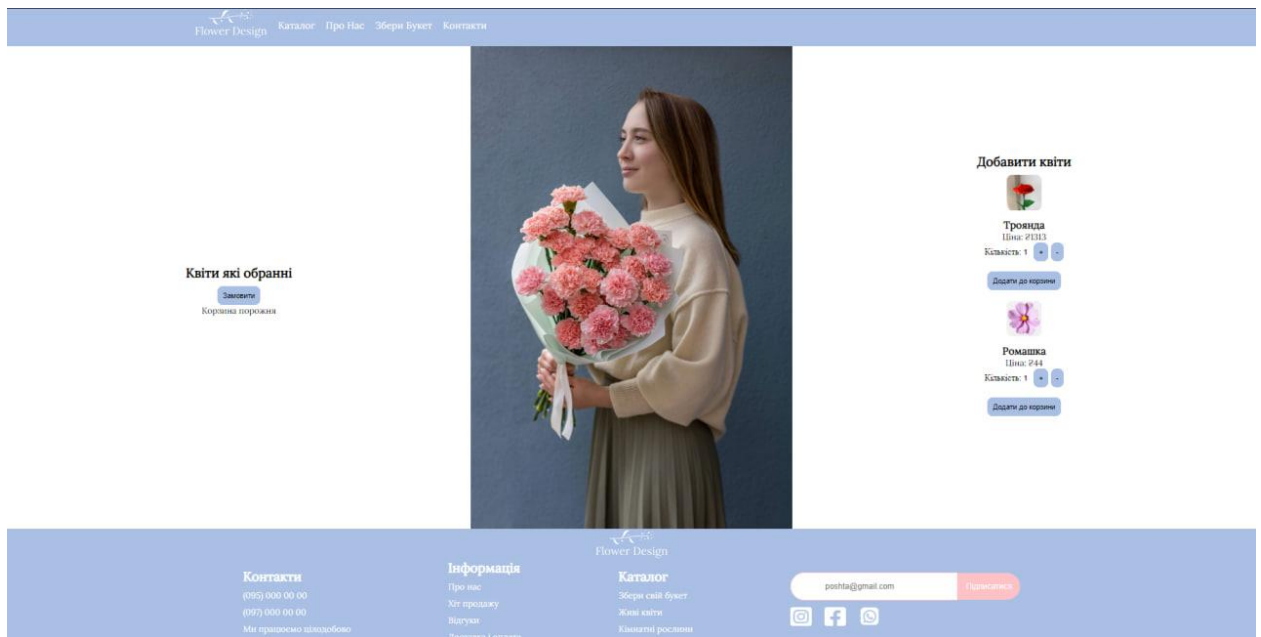 Flower Design
Каталог Про Нас Збери Букет Контакти
Квіти які обранні
Замовити
Корзина порожня
Добавити квіти
Троянда
Ціна: ₴1313
Кількість: 1 + -
Додати до корзини
Ромашка
Ціна: ₴44
Кількість: 1 + -
Додати до корзини
Flower Design
Контакти
(095) 000 00 00
(097) 000 00 00
Ми працюємо цілодобово
Інформація
Про нас
Хіт продажу
Відгуки
Доставка і оплата
Каталог
Збери свій букет
Живі квіти
Кімнатні рослини
poshta@gmail.com
Підписатися